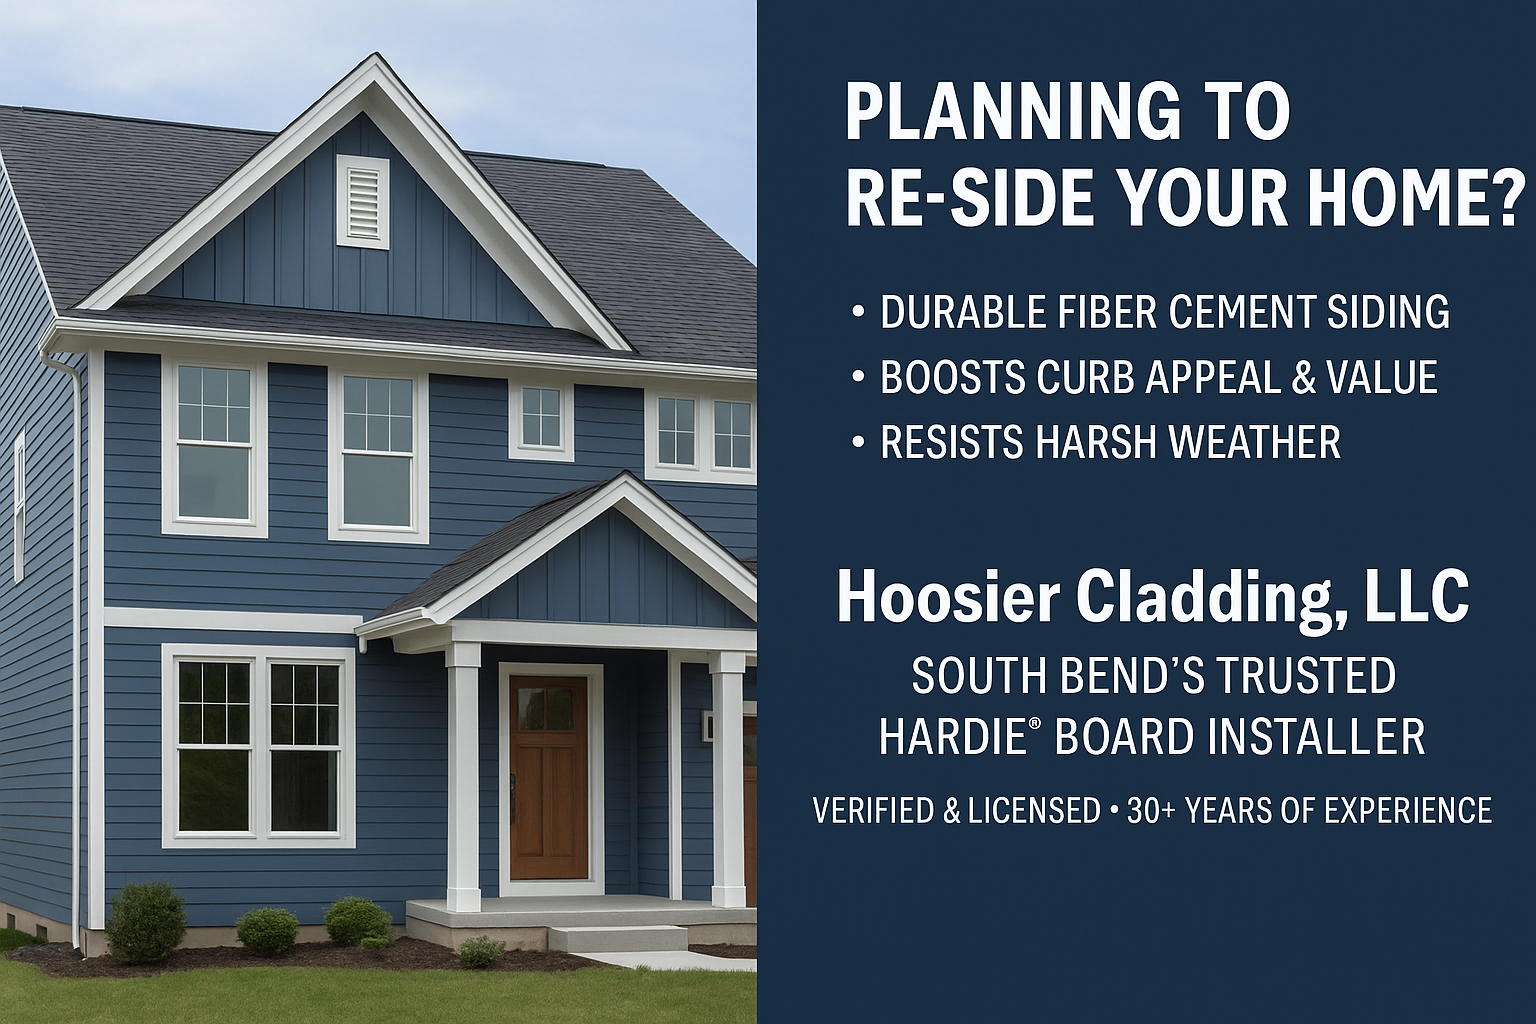 PLANNING TO
RE-SIDE YOUR HOME?
• DURABLE FIBER CEMENT SIDING
• BOOSTS CURB APPEAL & VALUE
• RESISTS HARSH WEATHER
Hoosier Cladding, LLC
SOUTH BEND'S TRUSTED
HARDIE® BOARD INSTALLER
VERIFIED & LICENSED • 30+ YEARS OF EXPERIENCE